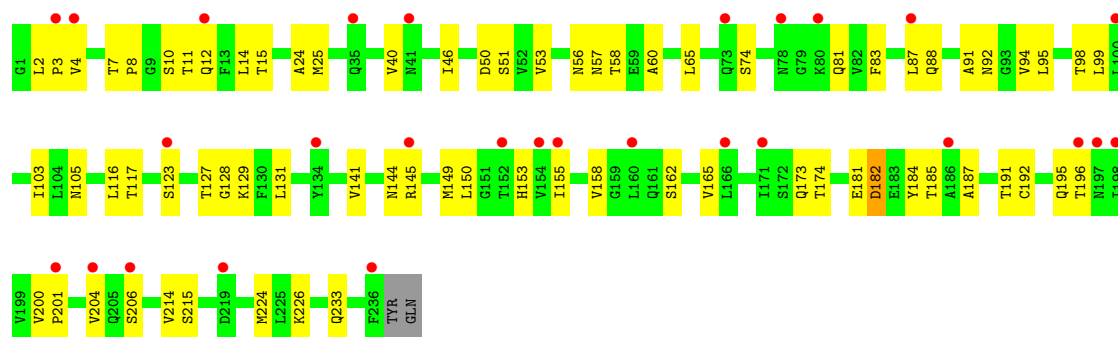 G1 L2 P3 V4 T7 P8 G9 S10 T11 Q12 F13 L14 T15 A24 M25 Q35 V40 N41 I46 D50 S51 V52 V53 N56 N57 T58 E59 A60 L65 Q73 S74 N78 G79 K80 Q81 V82 F83 L87 Q88 A91 N92 G93 V94 L95 T98 L99 L100
I103 L104 N105 L116 T117 S123 T127 G128 K129 F130 L131 Y134 V141 N144 R145 M149 L150 G151 T152 H153 V154 I155 V158 G159 L160 Q161 S162 V165 L166 I171 S172 Q173 T174 E181 D182 E183 Y184 T185 A186 A187 T191 C192 Q195 T196 N197 I198
V199 V200 P201 V204 Q205 S206 V214 S215 D219 M224 L225 K226 Q233 F236 TYR GLN